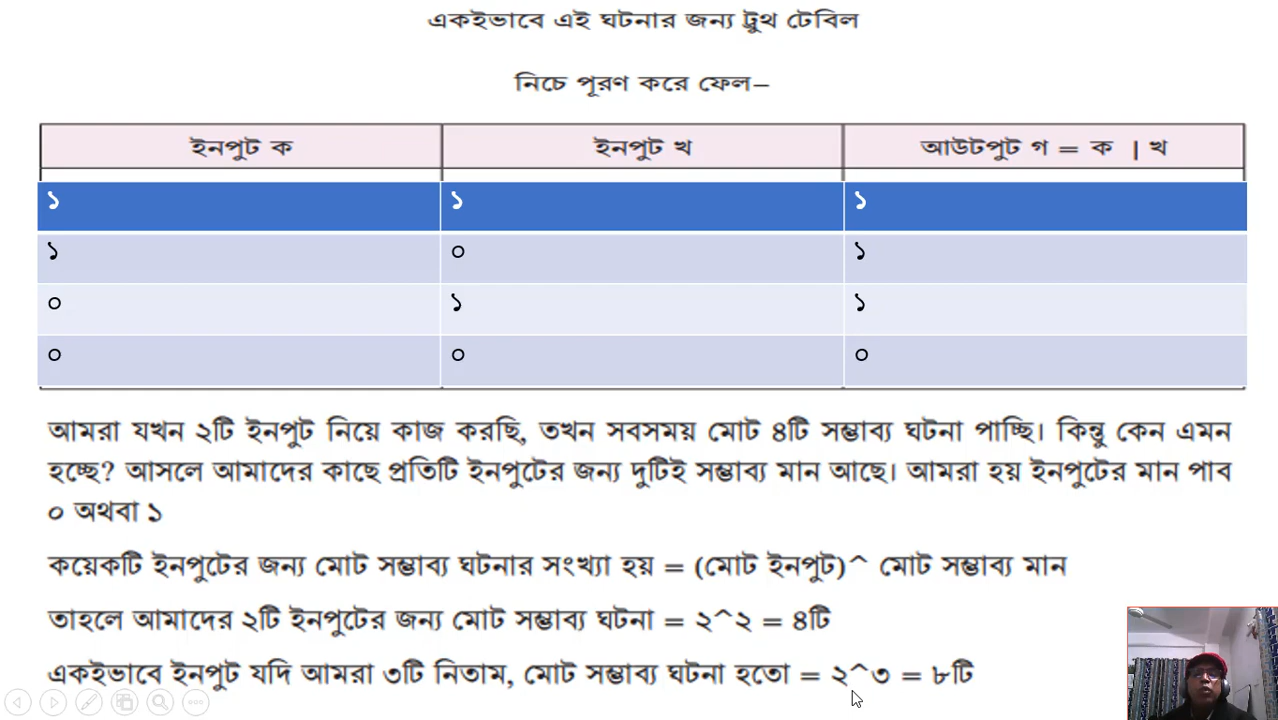 একইভাবে এই ঘটনার জন্য ট্রুথ টেবিল
নিচে পূরণ করে ফেল–
ইনপুট ক ইনপুট খ আউটপুট গ = ক | খ
১ ১ ১
১ ০ ১
০ ১ ১
০ ০ ০
আমরা যখন ২টি ইনপুট নিয়ে কাজ করছি, তখন সবসময় মোট ৪টি সম্ভাব্য ঘটনা পাচ্ছি। কিন্তু কেন এমন
হচ্ছে? আসলে আমাদের কাছে প্রতিটি ইনপুটের জন্য দুটিই সম্ভাব্য মান আছে। আমরা হয় ইনপুটের মান পাব
০ অথবা ১
কয়েকটি ইনপুটের জন্য মোট সম্ভাব্য ঘটনার সংখ্যা হয় = (মোট ইনপুট)^ মোট সম্ভাব্য মান
তাহলে আমাদের ২টি ইনপুটের জন্য মোট সম্ভাব্য ঘটনা = ২^২ = ৪টি
একইভাবে ইনপুট যদি আমরা ৩টি নিতাম, মোট সম্ভাব্য ঘটনা হতো = ২^৩ = ৮টি